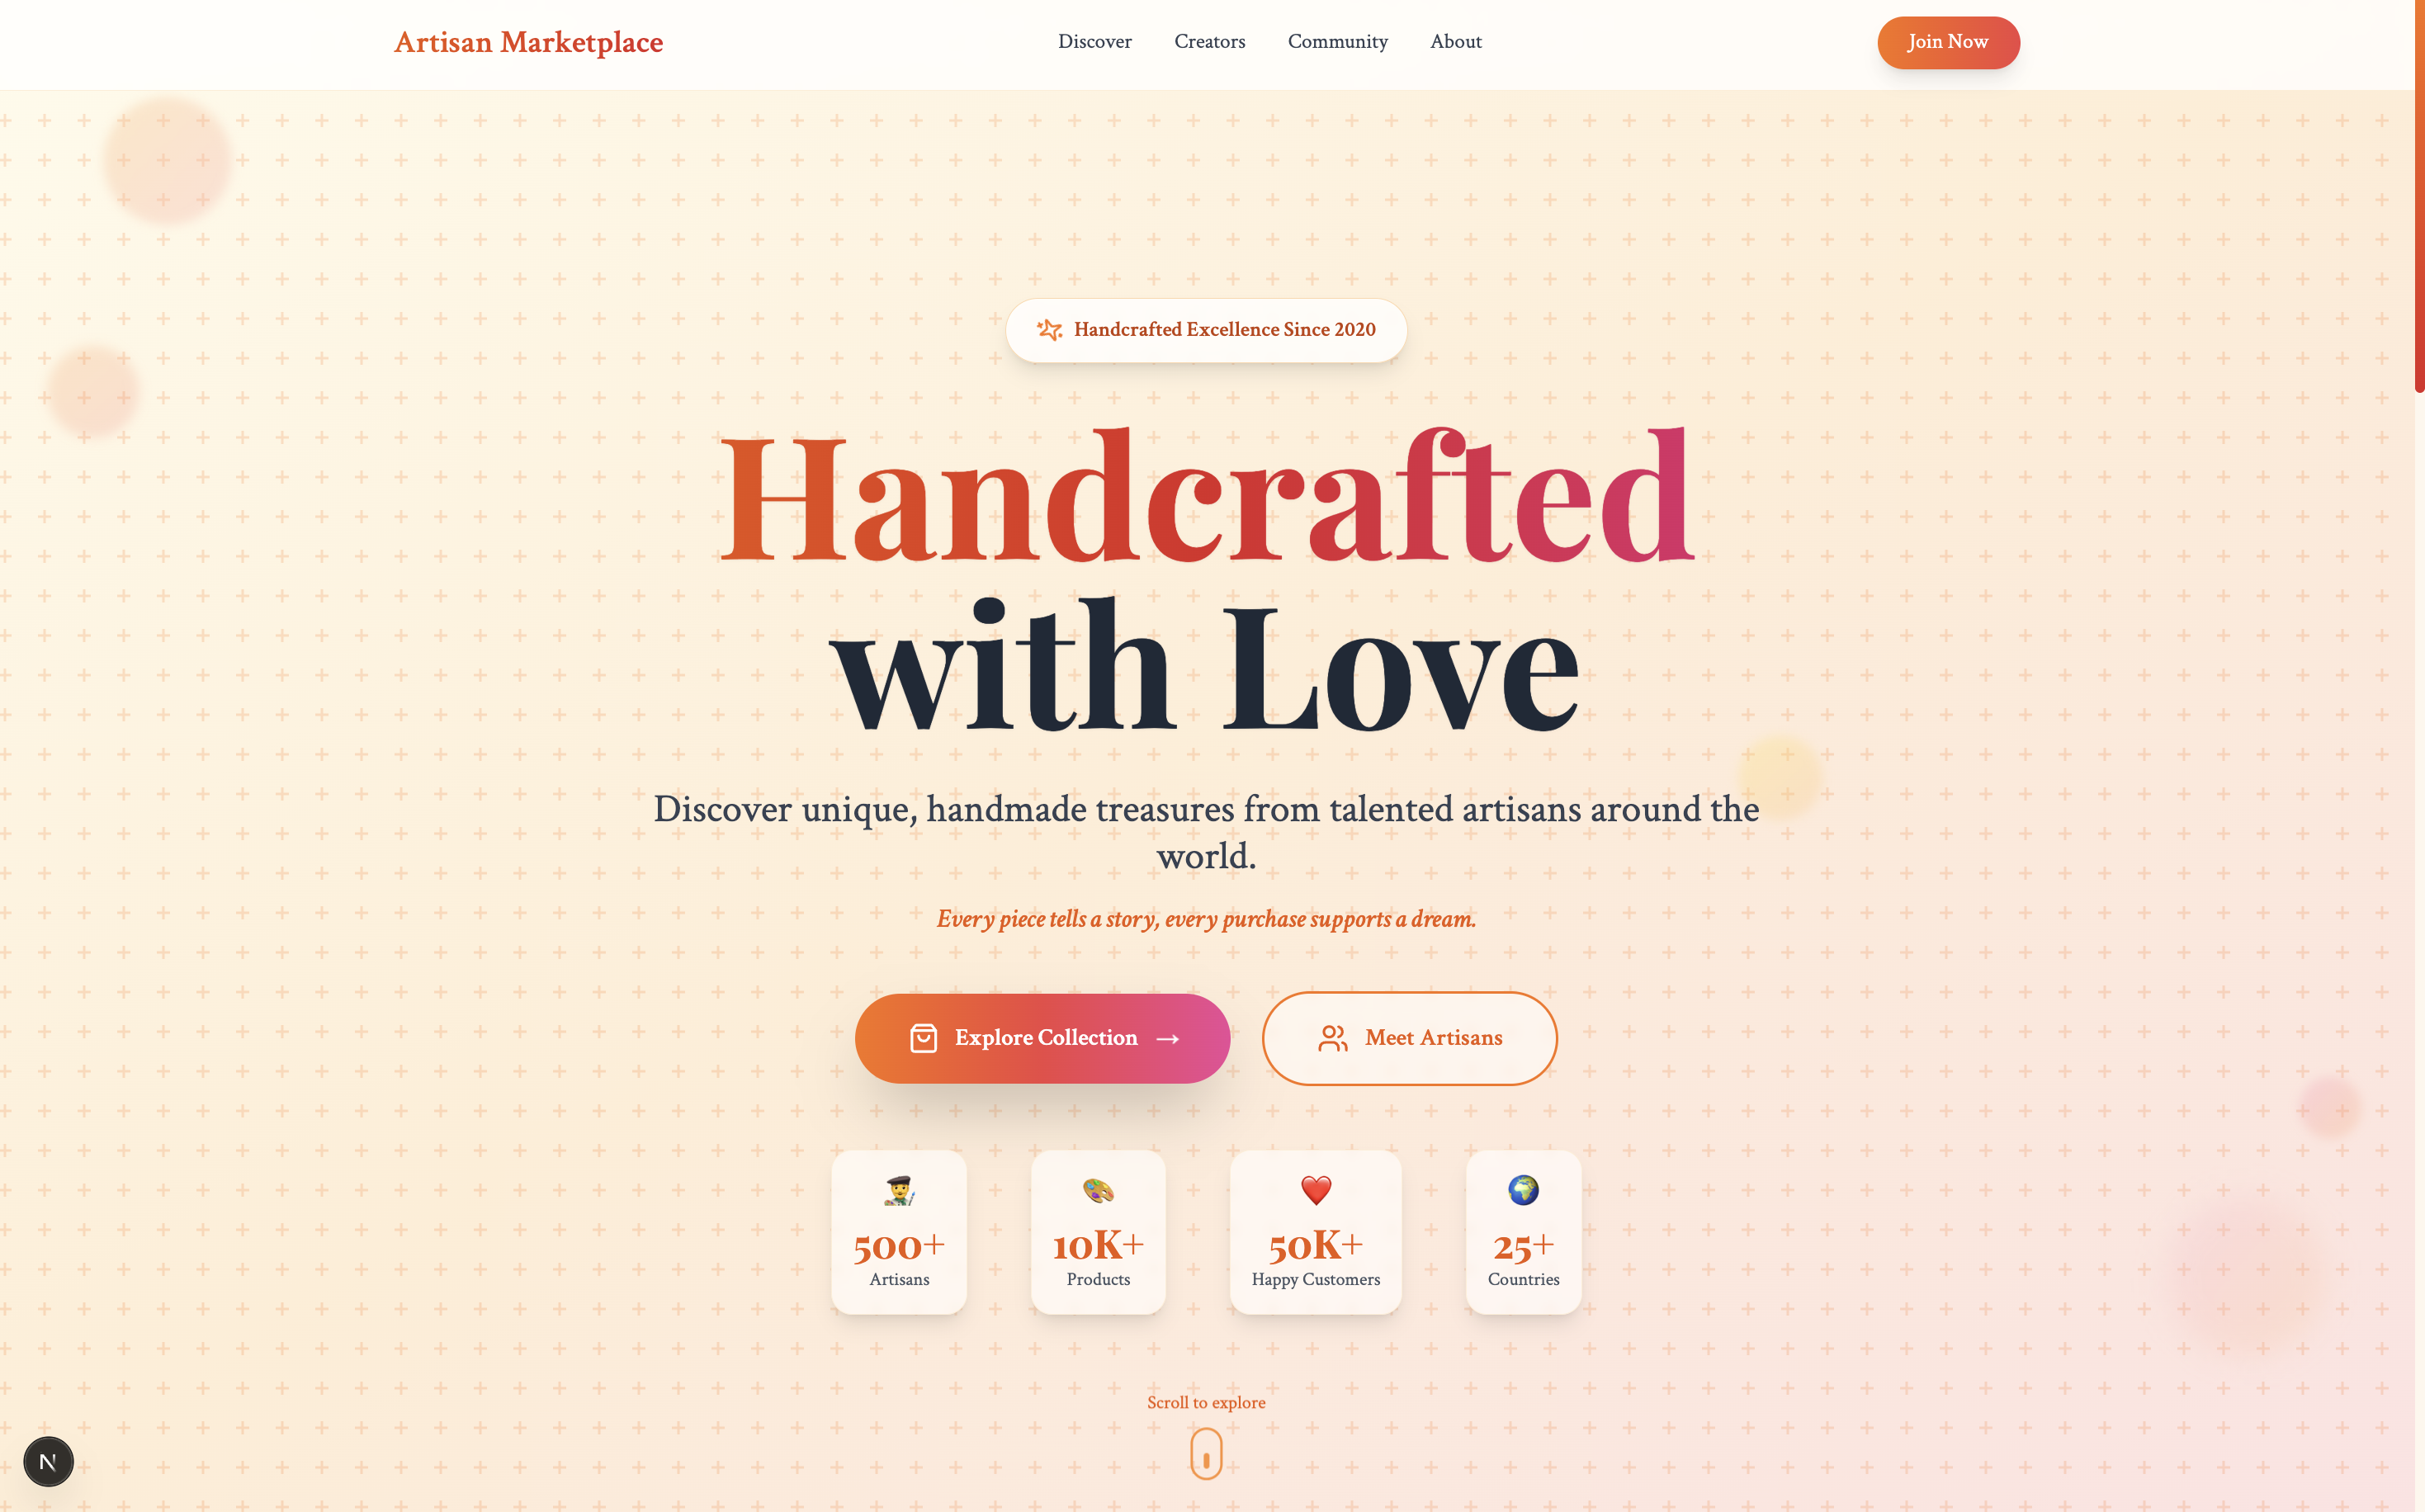 Artisan Marketplace
Discover
Creators
Community
About
Join Now
Handcrafted Excellence Since 2020
Handcrafted
with Love
Discover unique, handmade treasures from talented artisans around the
world.
Every piece tells a story, every purchase supports a dream.
Explore Collection →
Meet Artisans
500+
Artisans
10K+
Products
50K+
Happy Customers
25+
Countries
Scroll to explore
N